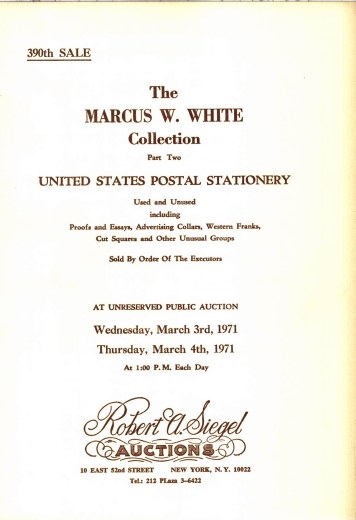 390th SALE
The
MARCUS W. WHITE
Collection
Part Two
UNITED STATES POSTAL STATIONERY
Used and Unused
including
Proofs and Essays, Advertising Collars, Western Franks,
Cut Squares and Other Unusual Groups
Sold By Order Of The Executors
AT UNRESERVED PUBLIC AUCTION
Wednesday, March 3rd, 1971
Thursday, March 4th, 1971
At 1:00 P.M. Each Day
Robert A. Siegel
AUCTIONS
10 EAST 52nd STREET NEW YORK, N. Y. 10022
Tel.: 212 PLaza 3-6422